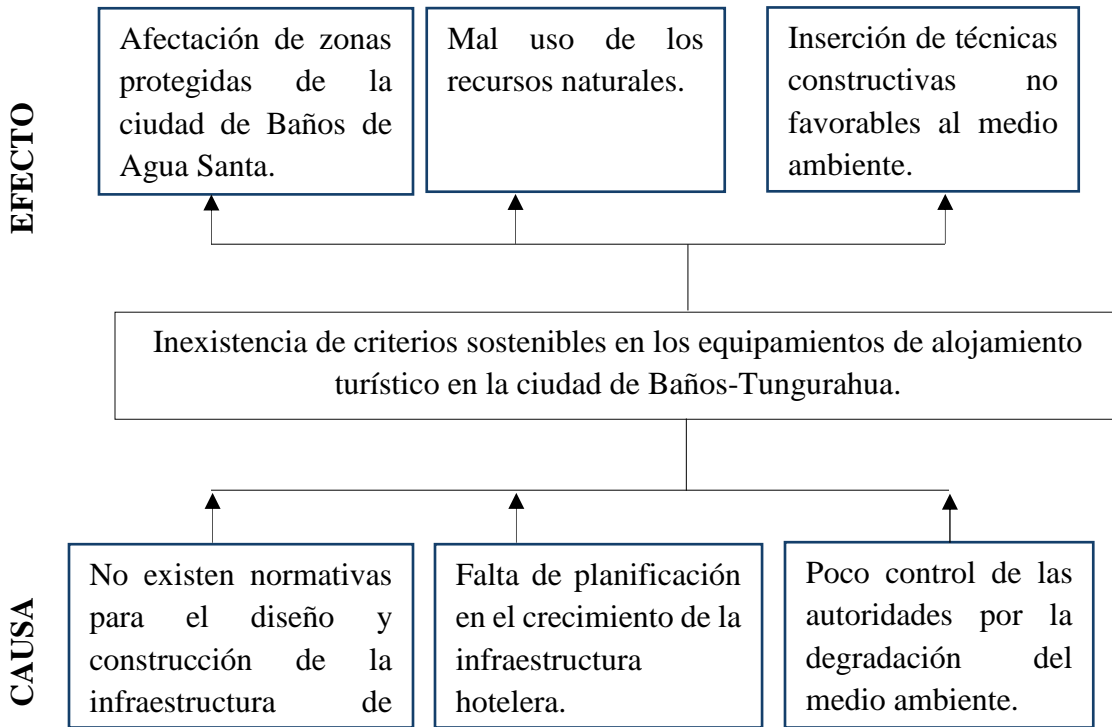 EFECTO
Afectación de zonas
protegidas de la
ciudad de Baños de
Agua Santa.
Mal uso de los
recursos naturales.
Inserción de técnicas
constructivas no
favorables al medio
ambiente.
Inexistencia de criterios sostenibles en los equipamientos de alojamiento
turístico en la ciudad de Baños-Tungurahua.
CAUSA
No existen normativas
para el diseño y
construcción de la
infraestructura de
Falta de planificación
en el crecimiento de la
infraestructura
hotelera.
Poco control de las
autoridades por la
degradación del
medio ambiente.